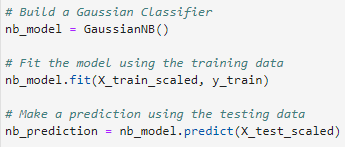 # Build a Gaussian Classifier
nb_model = GaussianNB()
# Fit the model using the training data
nb_model.fit(X_train_scaled, y_train)
# Make a prediction using the testing data
nb_prediction = nb_model.predict(X_test_scaled)